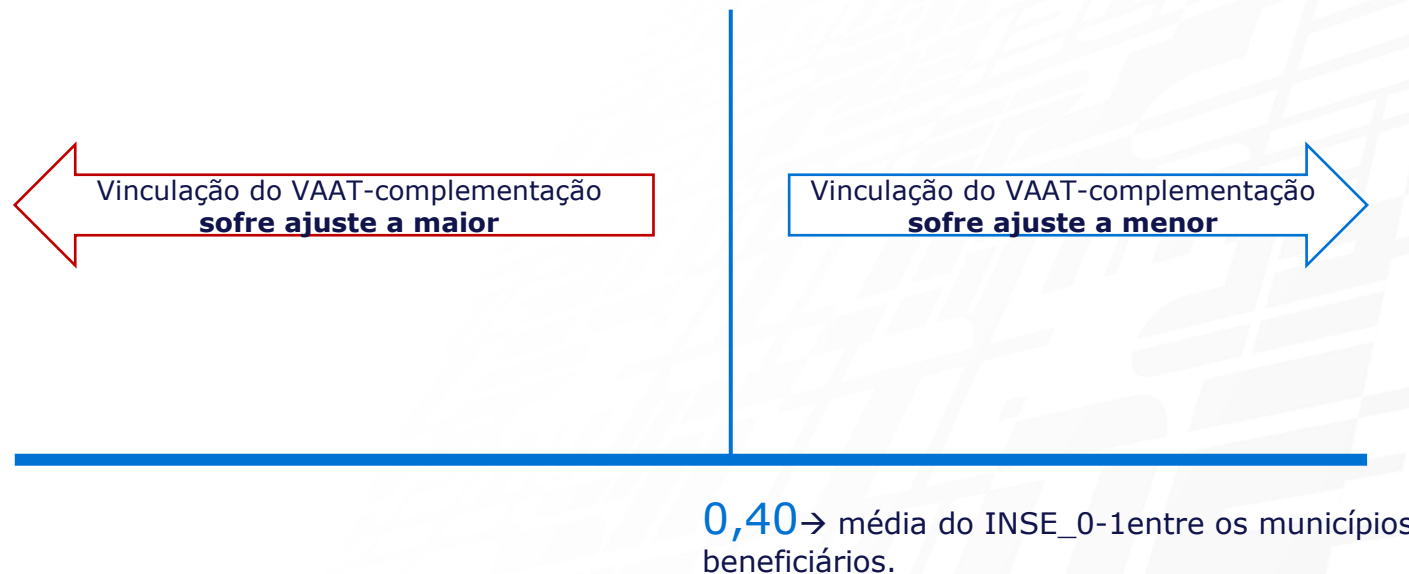 Vinculação do VAAT-complementação
sofre ajuste a maior
Vinculação do VAAT-complementação
sofre ajuste a menor
0,40→ média do INSE_0-1entre os municípios
beneficiários.